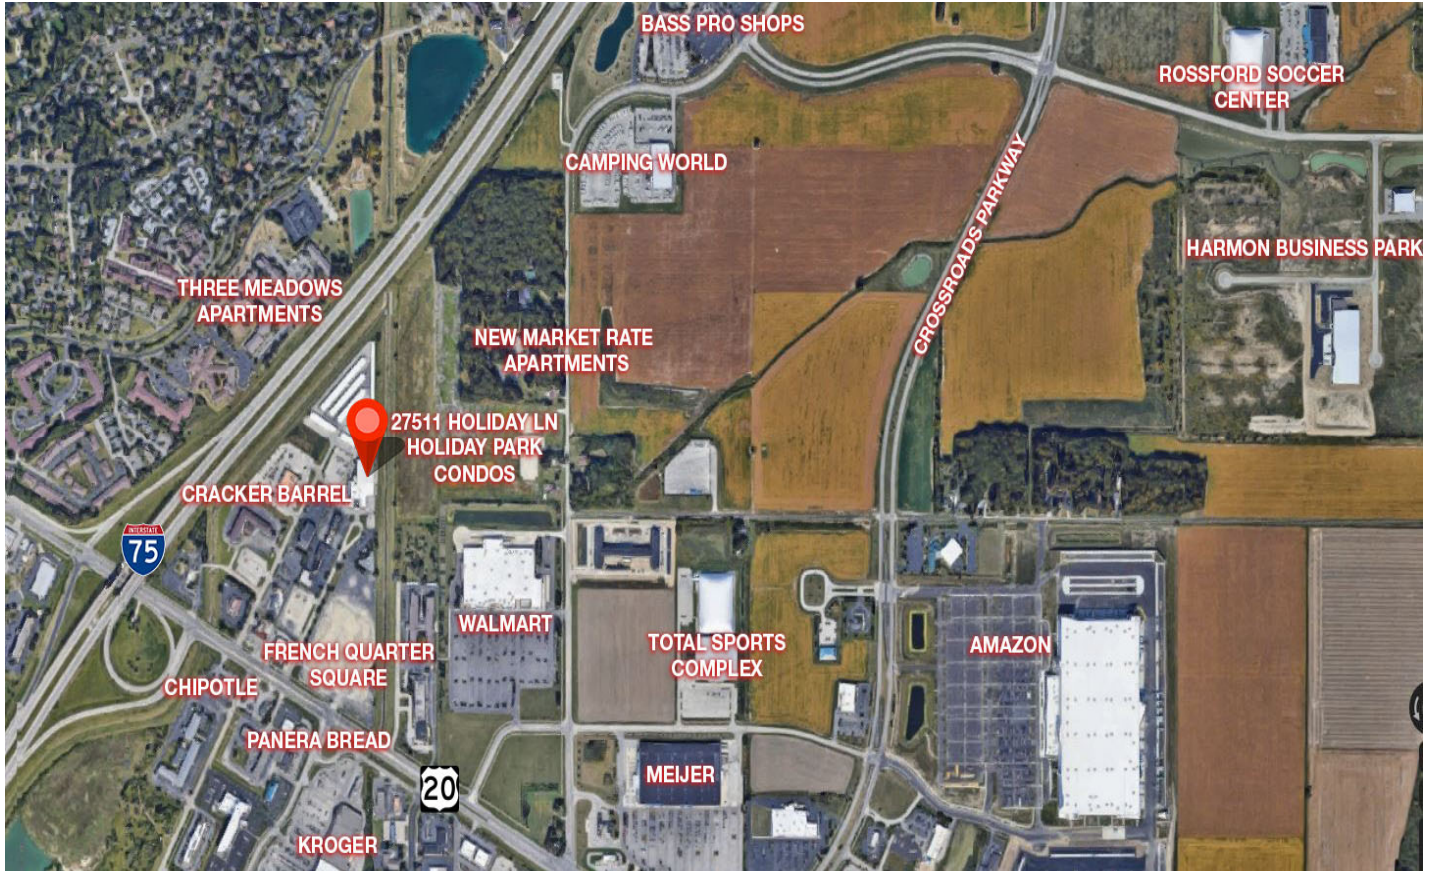 BASS PRO SHOPS
ROSSFORD SOCCER
CENTER
CAMPING WORLD
CROSSROADS PARKWAY
HARMON BUSINESS PARK
THREE MEADOWS
APARTMENTS
NEW MARKET RATE
APARTMENTS
27511 HOLIDAY LN
HOLIDAY PARK
CONDOS
CRACKER BARREL
INTERSTATE
75
WALMART
FRENCH QUARTER
SQUARE
TOTAL SPORTS
COMPLEX
AMAZON
CHIPOTLE
PANERA BREAD
MEIJER
20
KROGER